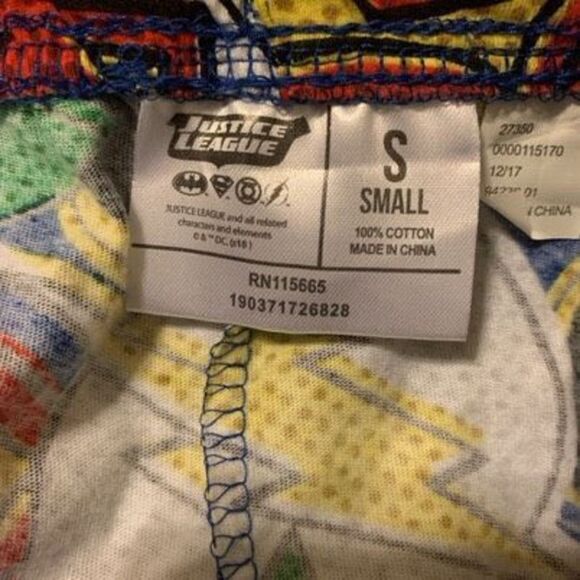 JUSTICE
LEAGUE
JUSTICE LEAGUE and all related
characters and elements
© & ™ DC. (s18)
S
SMALL
100% COTTON
MADE IN CHINA
RN115665
190371726828
27350
0000115170
12/17
01
CHINA